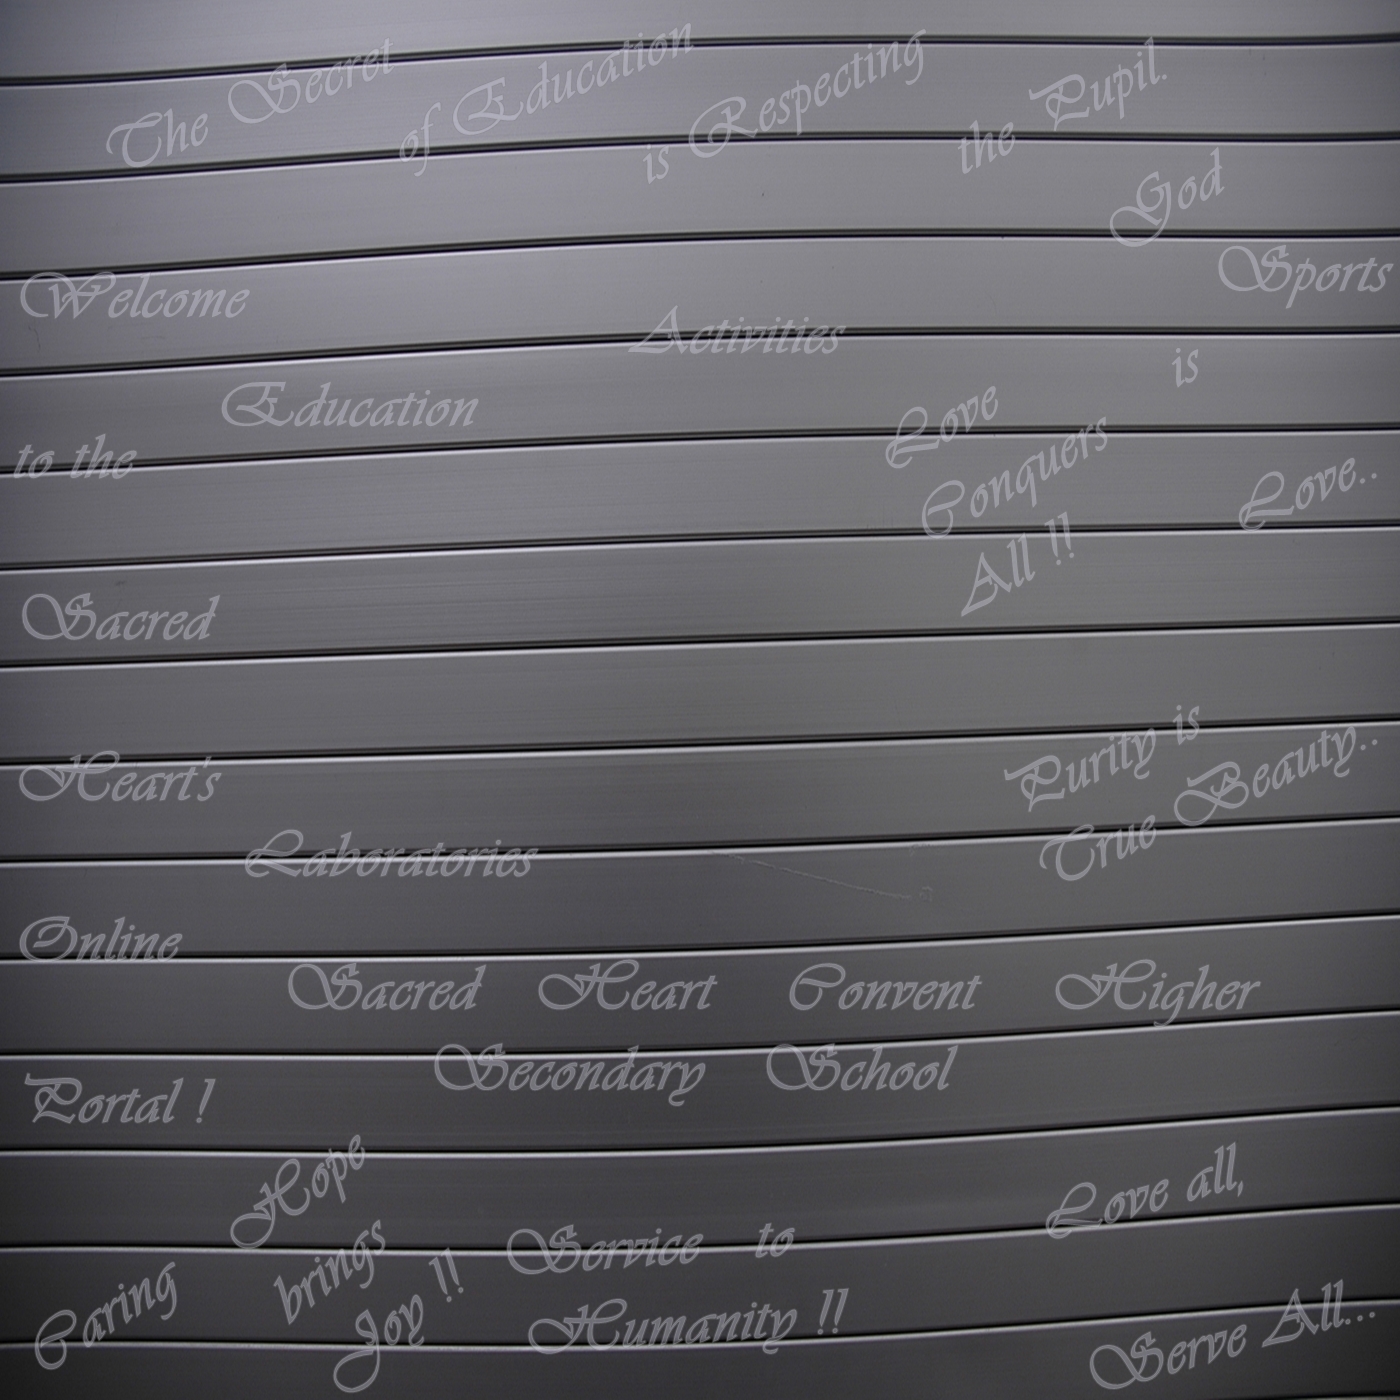 The Secret of Education is Respecting the Pupil.
God
is
Love..
Sports
Welcome
to the
Sacred
Heart's
Online
Portal !
Activities
Education
Love
Conquers
All !!
Purity is
True Beauty..
Laboratories
Sacred Heart Convent Higher
Secondary School
Hope
brings
Joy !!
Caring
Service to
Humanity !!
Love all,
Serve All...